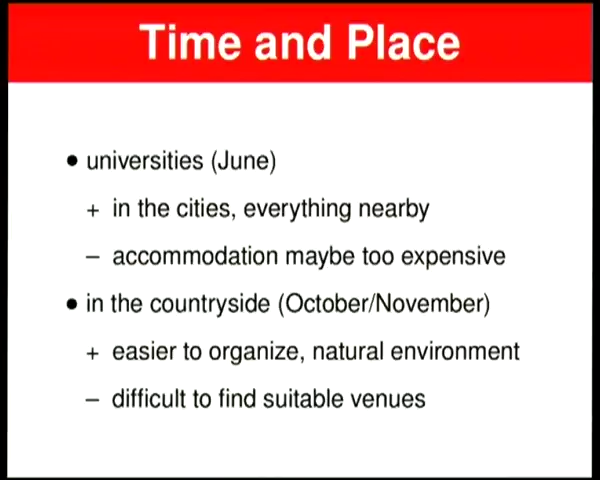 Time and Place
• universities (June)
+ in the cities, everything nearby
– accommodation maybe too expensive
• in the countryside (October/November)
+ easier to organize, natural environment
– difficult to find suitable venues